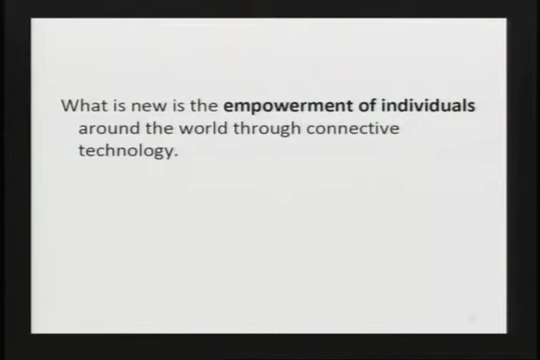 What is new is the empowerment of individuals
around the world through connective
technology.